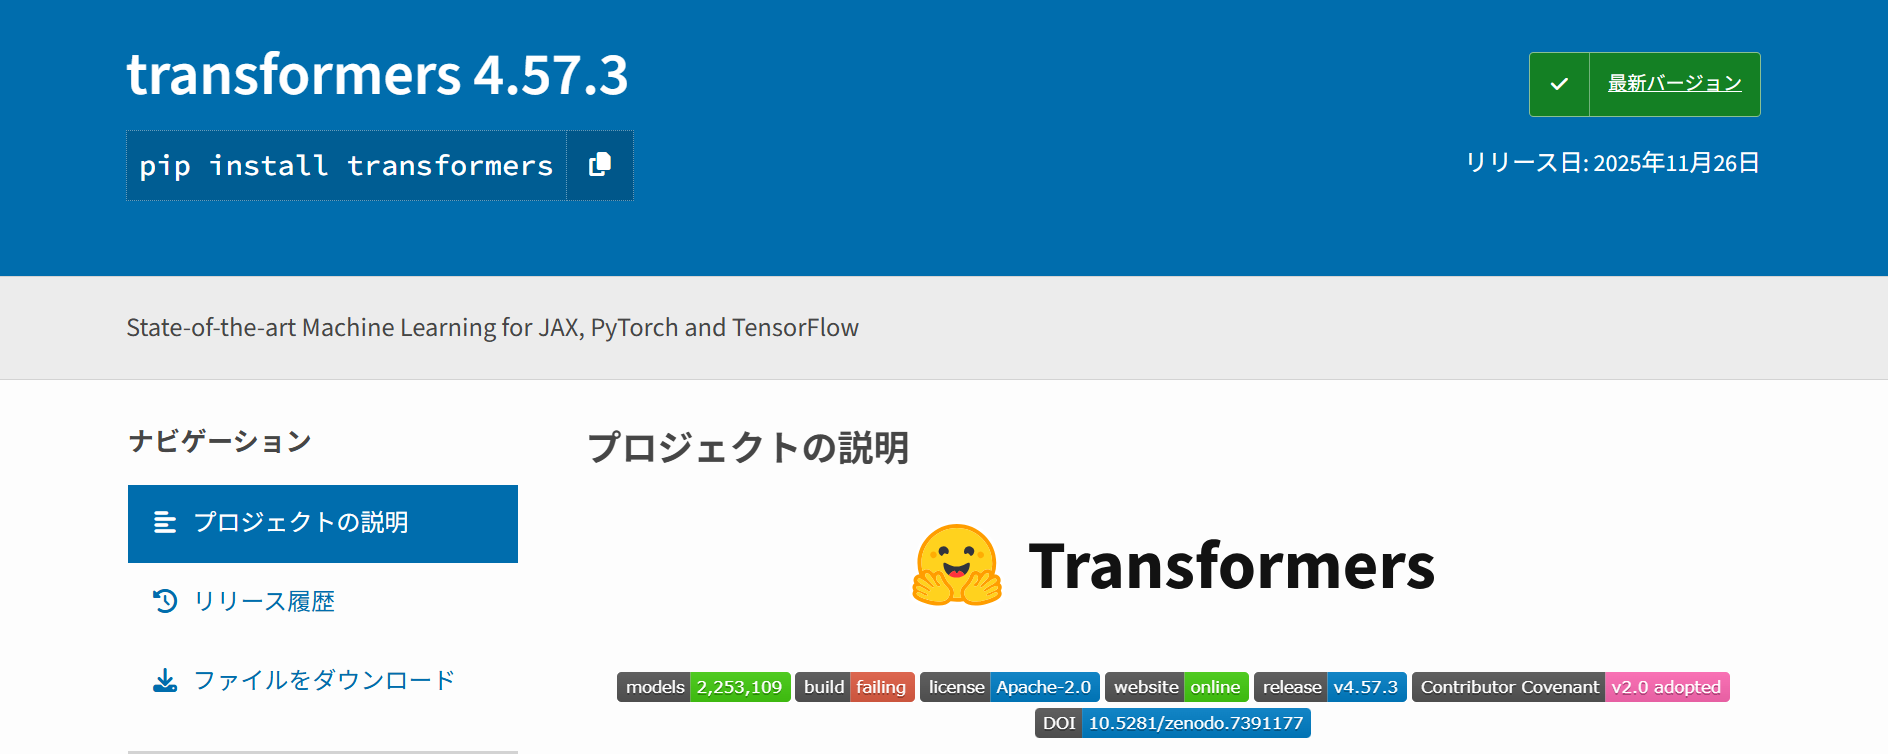 transformers 4.57.3
pip install transformers
最新バージョン
リリース日: 2025年11月26日
State-of-the-art Machine Learning for JAX, PyTorch and TensorFlow
ナビゲーション
プロジェクトの説明
リリース履歴
ファイルをダウンロード
プロジェクトの説明
Transformers
models 2,253,109 build failing license Apache-2.0 website online release v4.57.3 Contributor Covenant v2.0 adopted
DOI 10.5281/zenodo.7391177